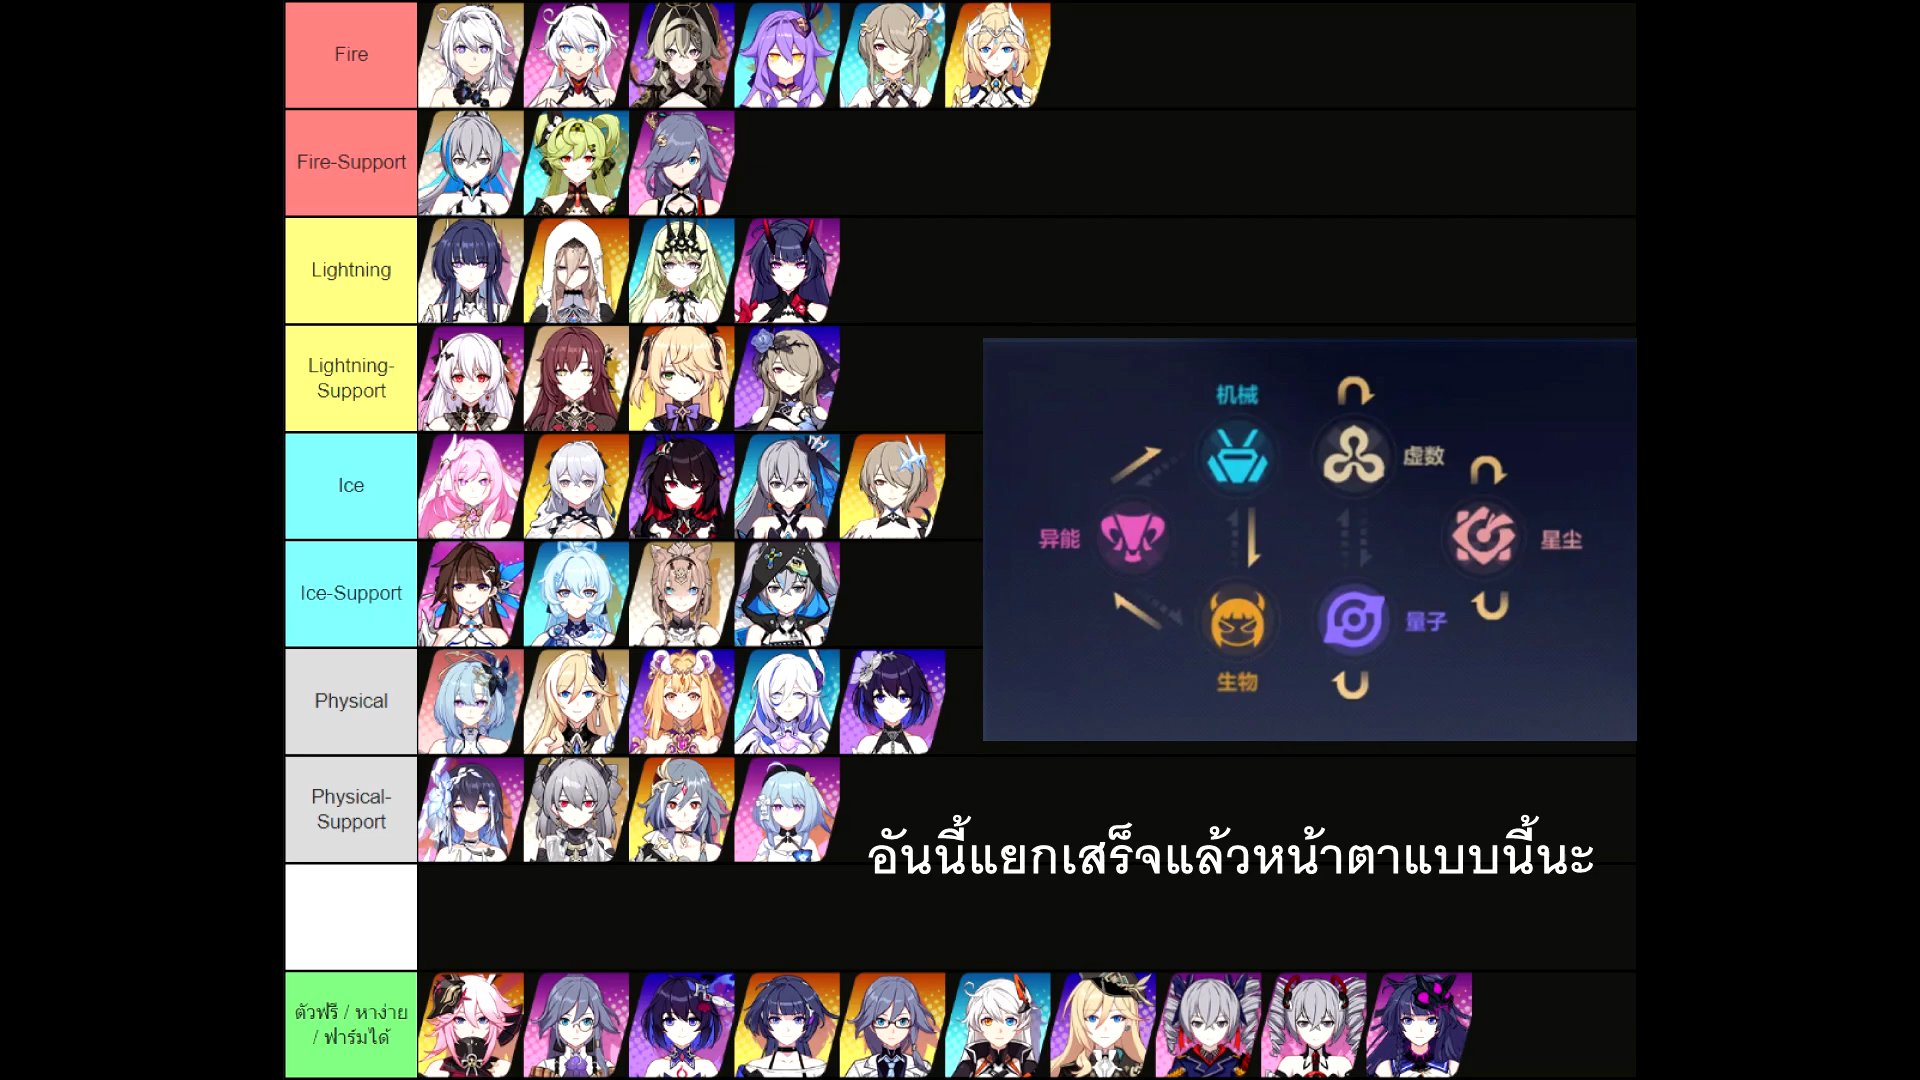 Fire
Fire-Support
Lightning
Lightning-
Support
Ice
Ice-Support
Physical
Physical-
Support
ตัวฟรี / หาง่าย
/ ฟาร์มได้
机械
虚数
异能
星尘
生物
量子
อันนี้แยกเสร็จแล้วหน้าตาแบบนี้นะ